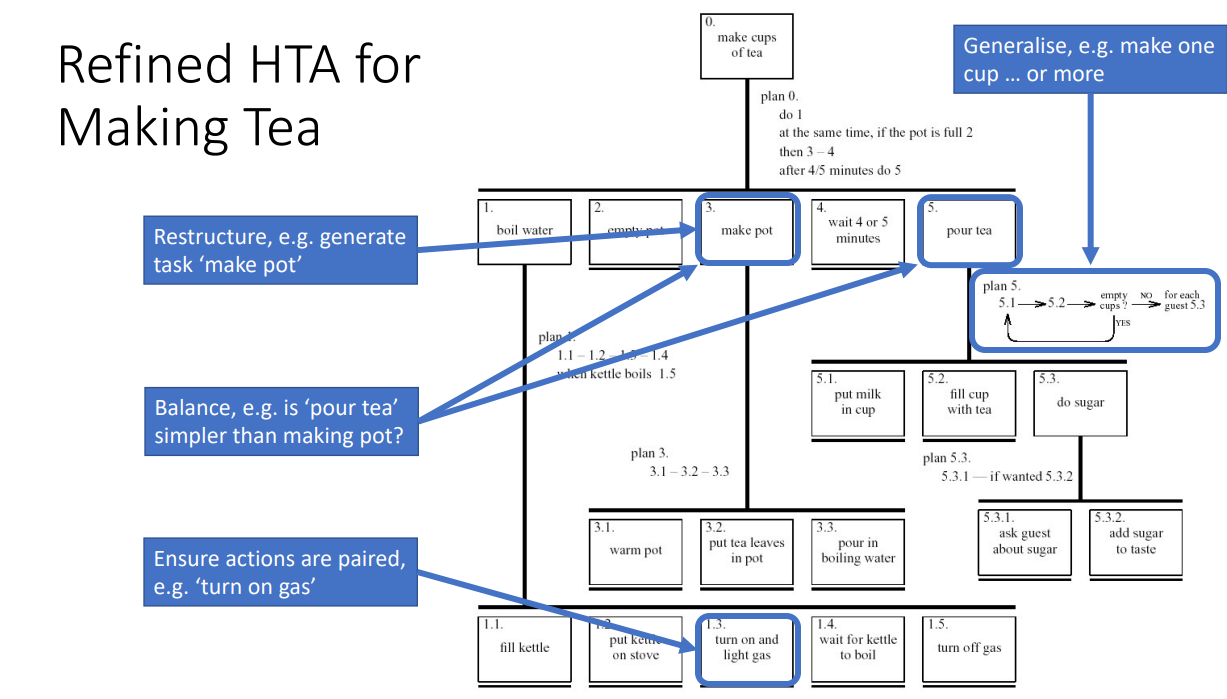 Refined HTA for
Making Tea
0.
make cups
of tea
Generalise, e.g. make one
cup … or more
plan 0.
do 1
at the same time, if the pot is full 2
then 3 – 4
after 4/5 minutes do 5
Restructure, e.g. generate
task ‘make pot’
1.
boil water
2.
empty pot
3.
make pot
4.
wait 4 or 5
minutes
5.
pour tea
plan 5.
5.1
5.2
empty
cups ?
NO
for each
guest 5.3
YES
plan 1.
1.1 – 1.2 – 1.3 – 1.4
when kettle boils 1.5
Balance, e.g. is ‘pour tea’
simpler than making pot?
5.1.
put milk
in cup
5.2.
fill cup
with tea
5.3.
do sugar
plan 3.
3.1 – 3.2 – 3.3
plan 5.3.
5.3.1 — if wanted 5.3.2
3.1.
warm pot
3.2.
put tea leaves
in pot
3.3.
pour in
boiling water
5.3.1.
ask guest
about sugar
5.3.2.
add sugar
to taste
Ensure actions are paired,
e.g. ‘turn on gas’
1.1.
fill kettle
1.2.
put kettle
on stove
1.3.
turn on and
light gas
1.4.
wait for kettle
to boil
1.5.
turn off gas